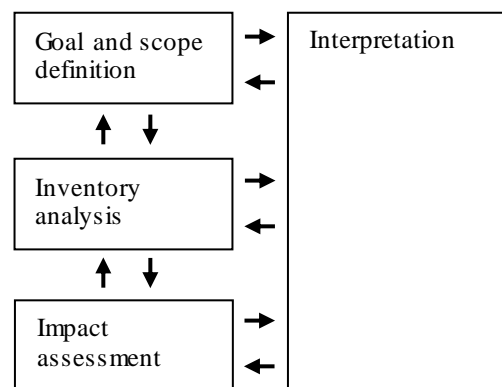 Goal and scope
definition
Interpretation
Inventory
analysis
Impact
assessment